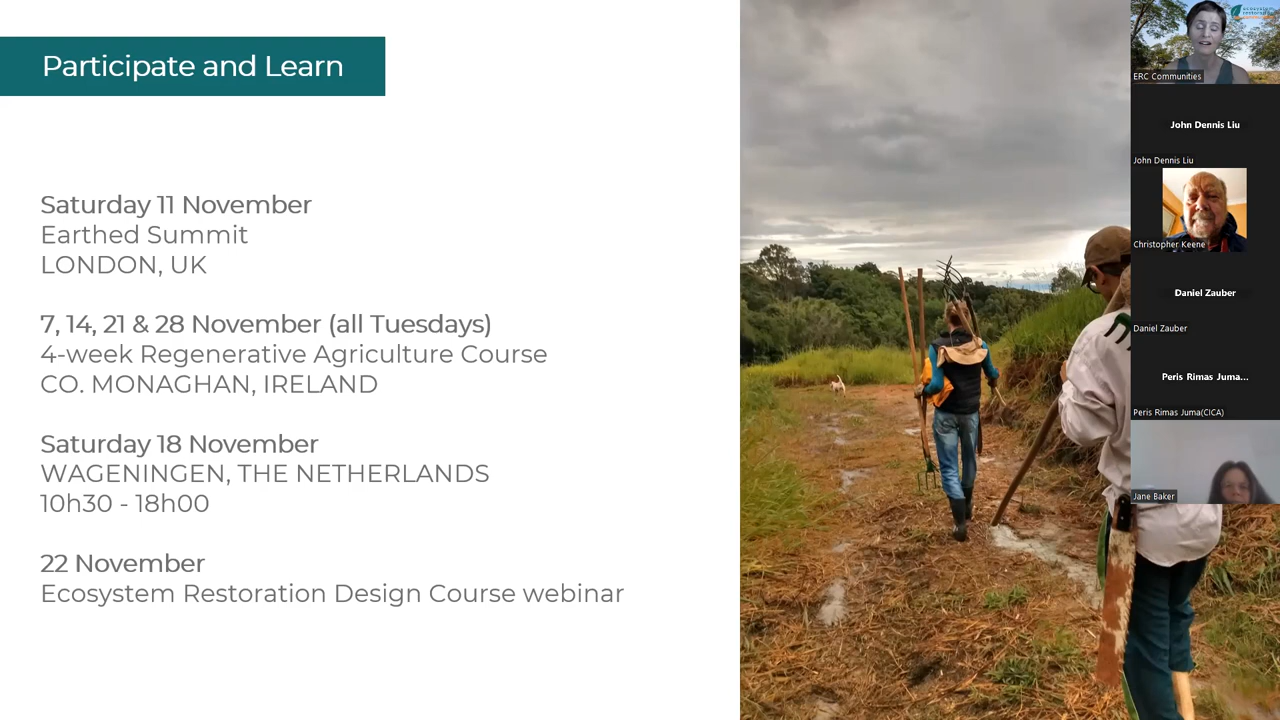 Participate and Learn
Saturday 11 November
Earthed Summit
LONDON, UK
7, 14, 21 & 28 November (all Tuesdays)
4-week Regenerative Agriculture Course
CO. MONAGHAN, IRELAND
Saturday 18 November
WAGENINGEN, THE NETHERLANDS
10h30 - 18h00
22 November
Ecosystem Restoration Design Course webinar
ecosystem
restoration
ERC Communities
John Dennis Liu
John Dennis Liu
Christopher Keene
Daniel Zauber
Daniel Zauber
Peris Rimas Juma...
Peris Rimas Juma(CICA)
Jane Baker